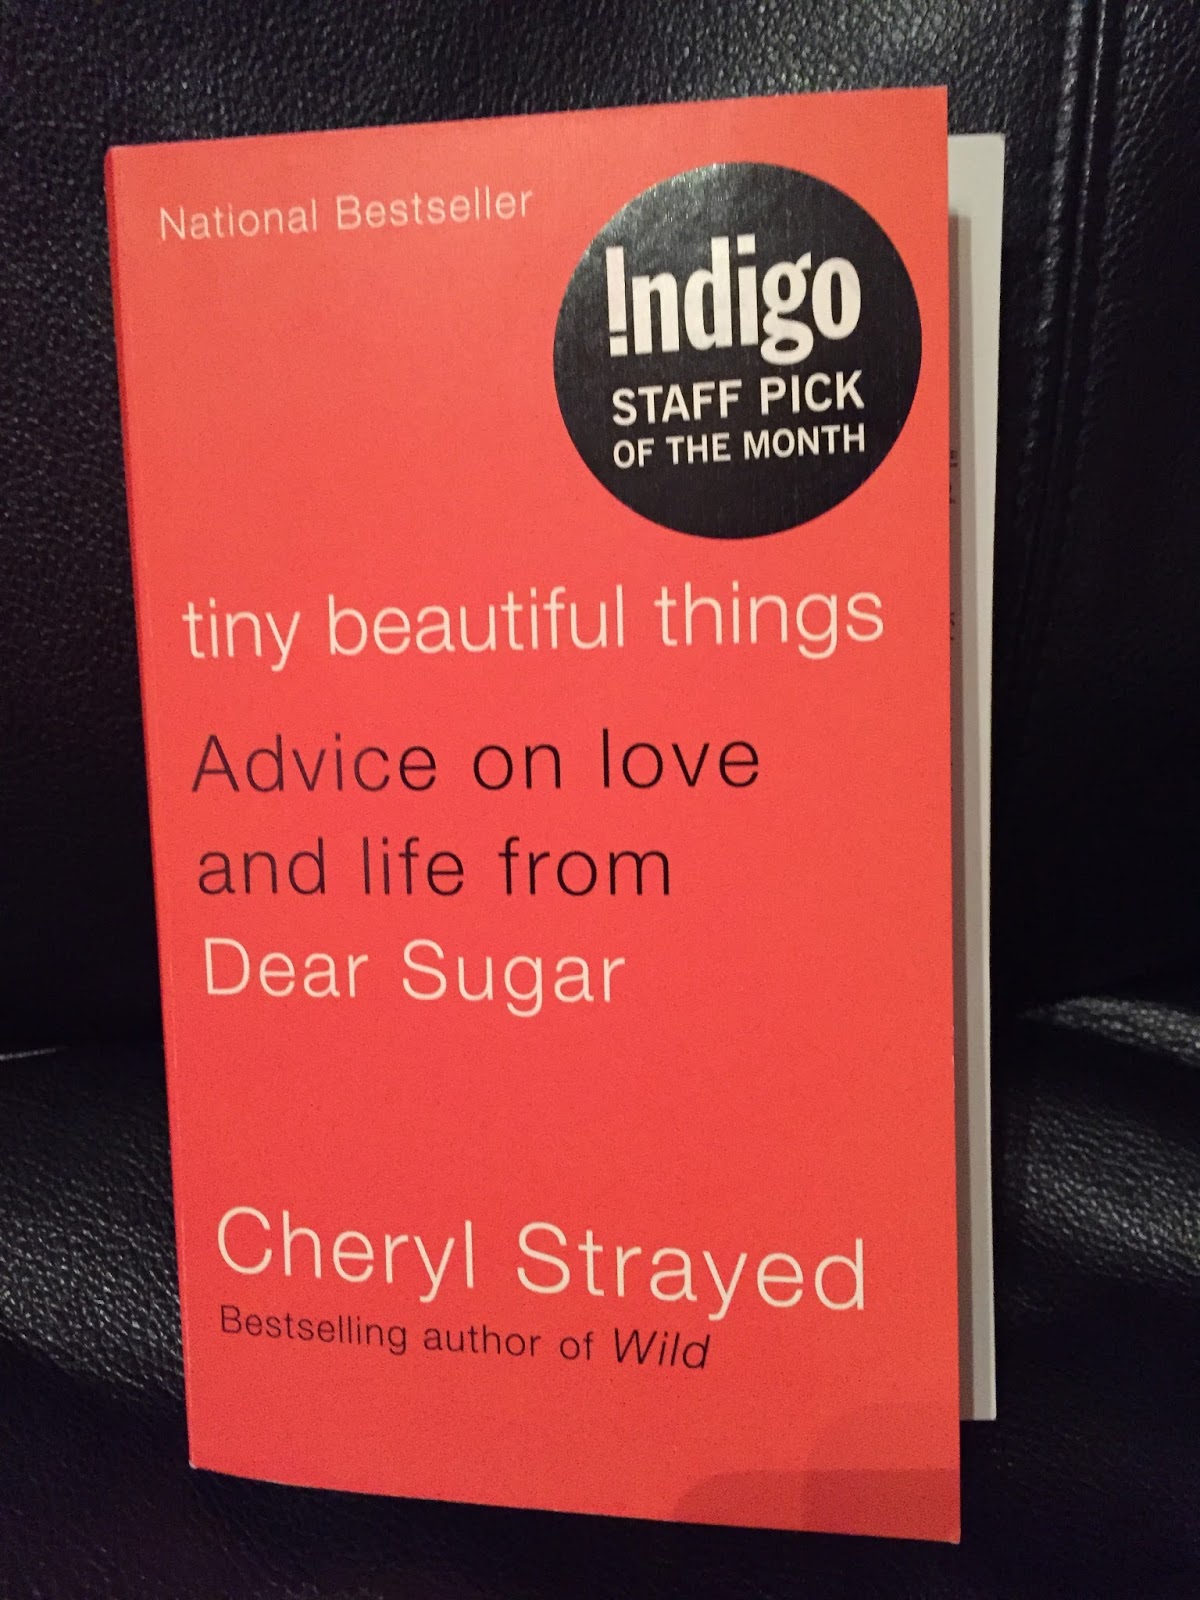 National Bestseller
!ndigo
STAFF PICK
OF THE MONTH
tiny beautiful things
Advice on love
and life from
Dear Sugar
Cheryl Strayed
Bestselling author of Wild